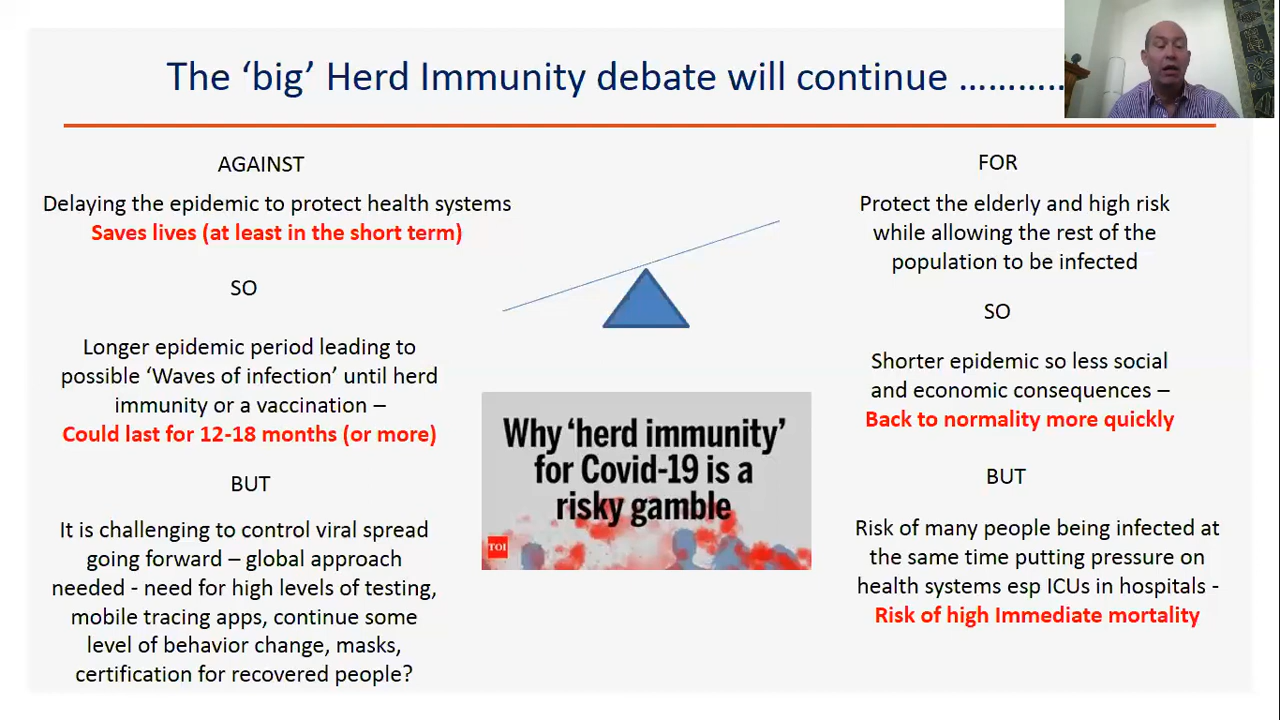 The ‘big’ Herd Immunity debate will continue ...........
AGAINST
Delaying the epidemic to protect health systems
Saves lives (at least in the short term)
SO
Longer epidemic period leading to
possible ‘Waves of infection’ until herd
immunity or a vaccination –
Could last for 12-18 months (or more)
BUT
It is challenging to control viral spread
going forward – global approach
needed - need for high levels of testing,
mobile tracing apps, continue some
level of behavior change, masks,
certification for recovered people?
Why ‘herd immunity’
for Covid-19 is a
risky gamble
TOI
FOR
Protect the elderly and high risk
while allowing the rest of the
population to be infected
SO
Shorter epidemic so less social
and economic consequences –
Back to normality more quickly
BUT
Risk of many people being infected at
the same time putting pressure on
health systems esp ICUs in hospitals -
Risk of high Immediate mortality